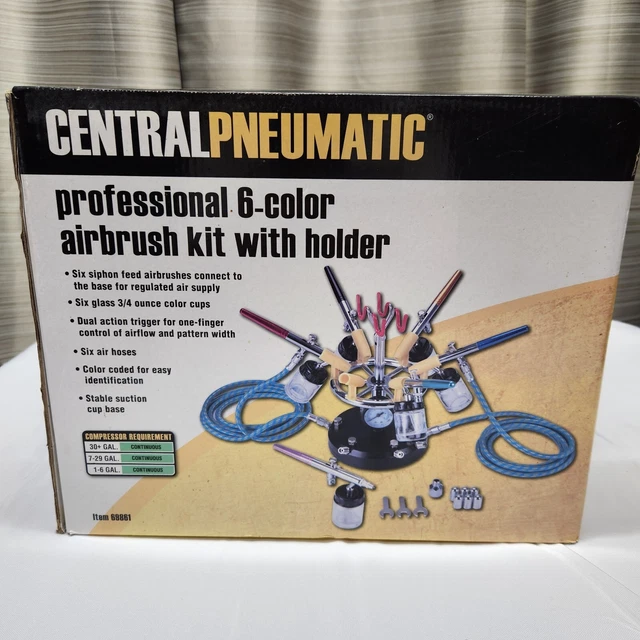 CENTRALPNEUMATIC®
professional 6-color
airbrush kit with holder
• Six siphon feed airbrushes connect to
the base for regulated air supply
• Six glass 3/4 ounce color cups
• Dual action trigger for one-finger
control of airflow and pattern width
• Six air hoses
• Color coded for easy
identification
• Stable suction
cup base
COMPRESSOR REQUIREMENT
30+ GAL. CONTINUOUS
7-29 GAL. CONTINUOUS
1-6 GAL. CONTINUOUS
Item 69861